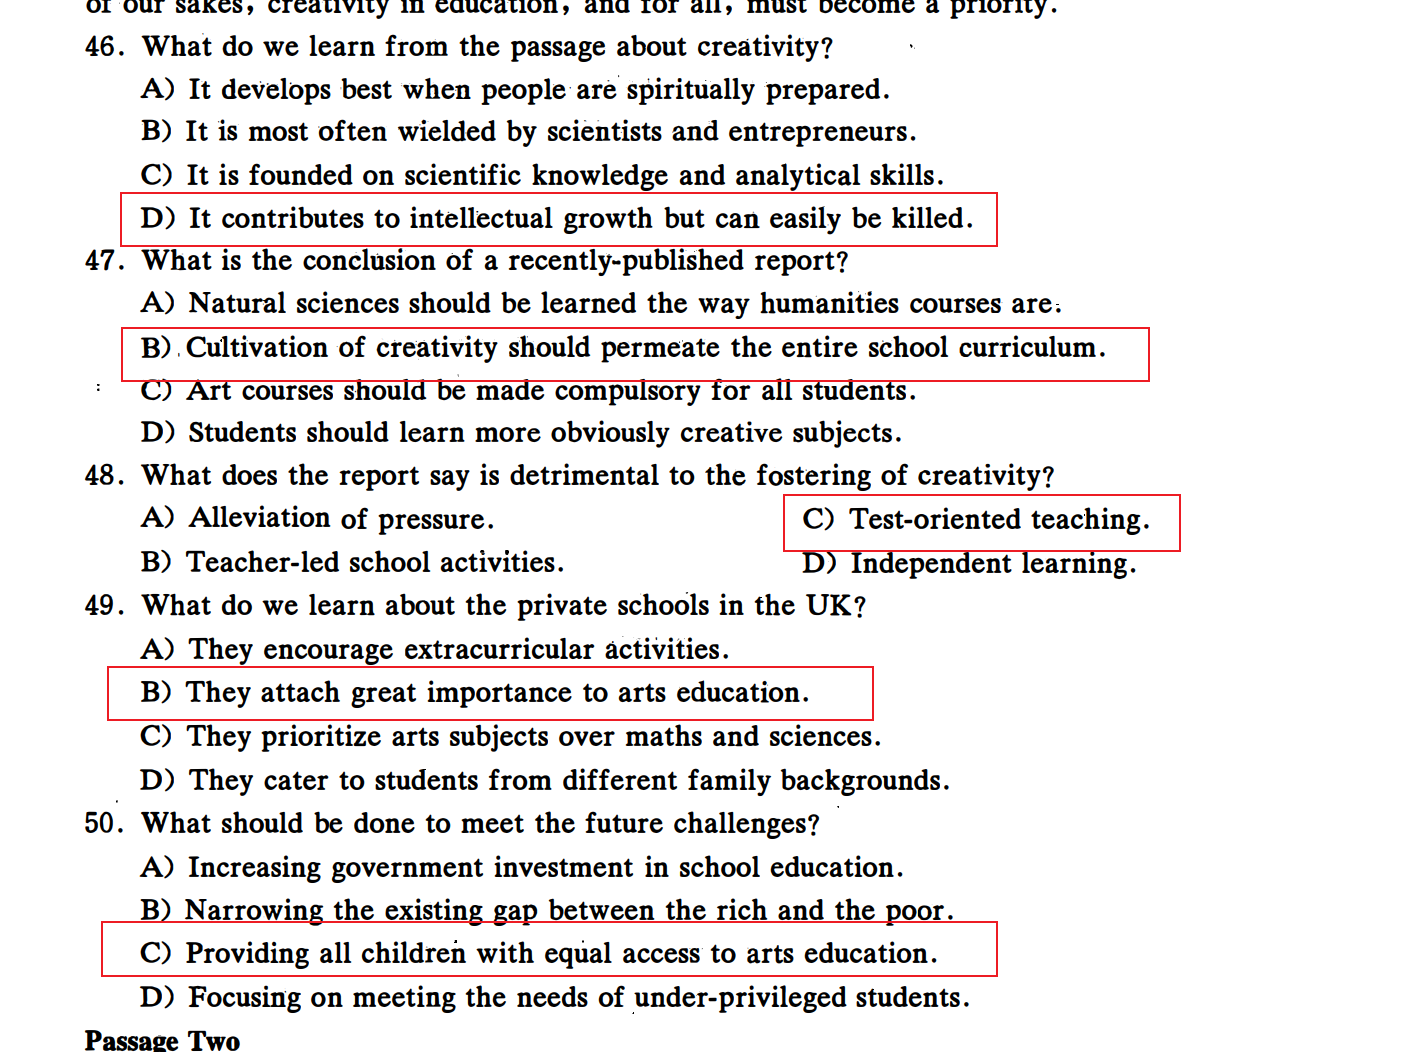 of our sakes, creativity in education, and for all, must become a priority.
46. What do we learn from the passage about creativity?
A) It develops best when people are spiritually prepared.
B) It is most often wielded by scientists and entrepreneurs.
C) It is founded on scientific knowledge and analytical skills.
D) It contributes to intellectual growth but can easily be killed.
47. What is the conclusion of a recently-published report?
A) Natural sciences should be learned the way humanities courses are.
B) Cultivation of creativity should permeate the entire school curriculum.
C) Art courses should be made compulsory for all students.
D) Students should learn more obviously creative subjects.
48. What does the report say is detrimental to the fostering of creativity?
A) Alleviation of pressure. C) Test-oriented teaching.
B) Teacher-led school activities. D) Independent learning.
49. What do we learn about the private schools in the UK?
A) They encourage extracurricular activities.
B) They attach great importance to arts education.
C) They prioritize arts subjects over maths and sciences.
D) They cater to students from different family backgrounds.
50. What should be done to meet the future challenges?
A) Increasing government investment in school education.
B) Narrowing the existing gap between the rich and the poor.
C) Providing all children with equal access to arts education.
D) Focusing on meeting the needs of under-privileged students.
Passage Two